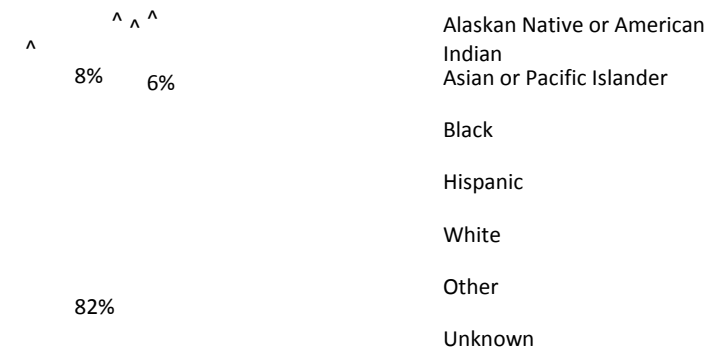 ^ ^ ^
^
8% 6%
82%
Alaskan Native or American
Indian
Asian or Pacific Islander
Black
Hispanic
White
Other
Unknown